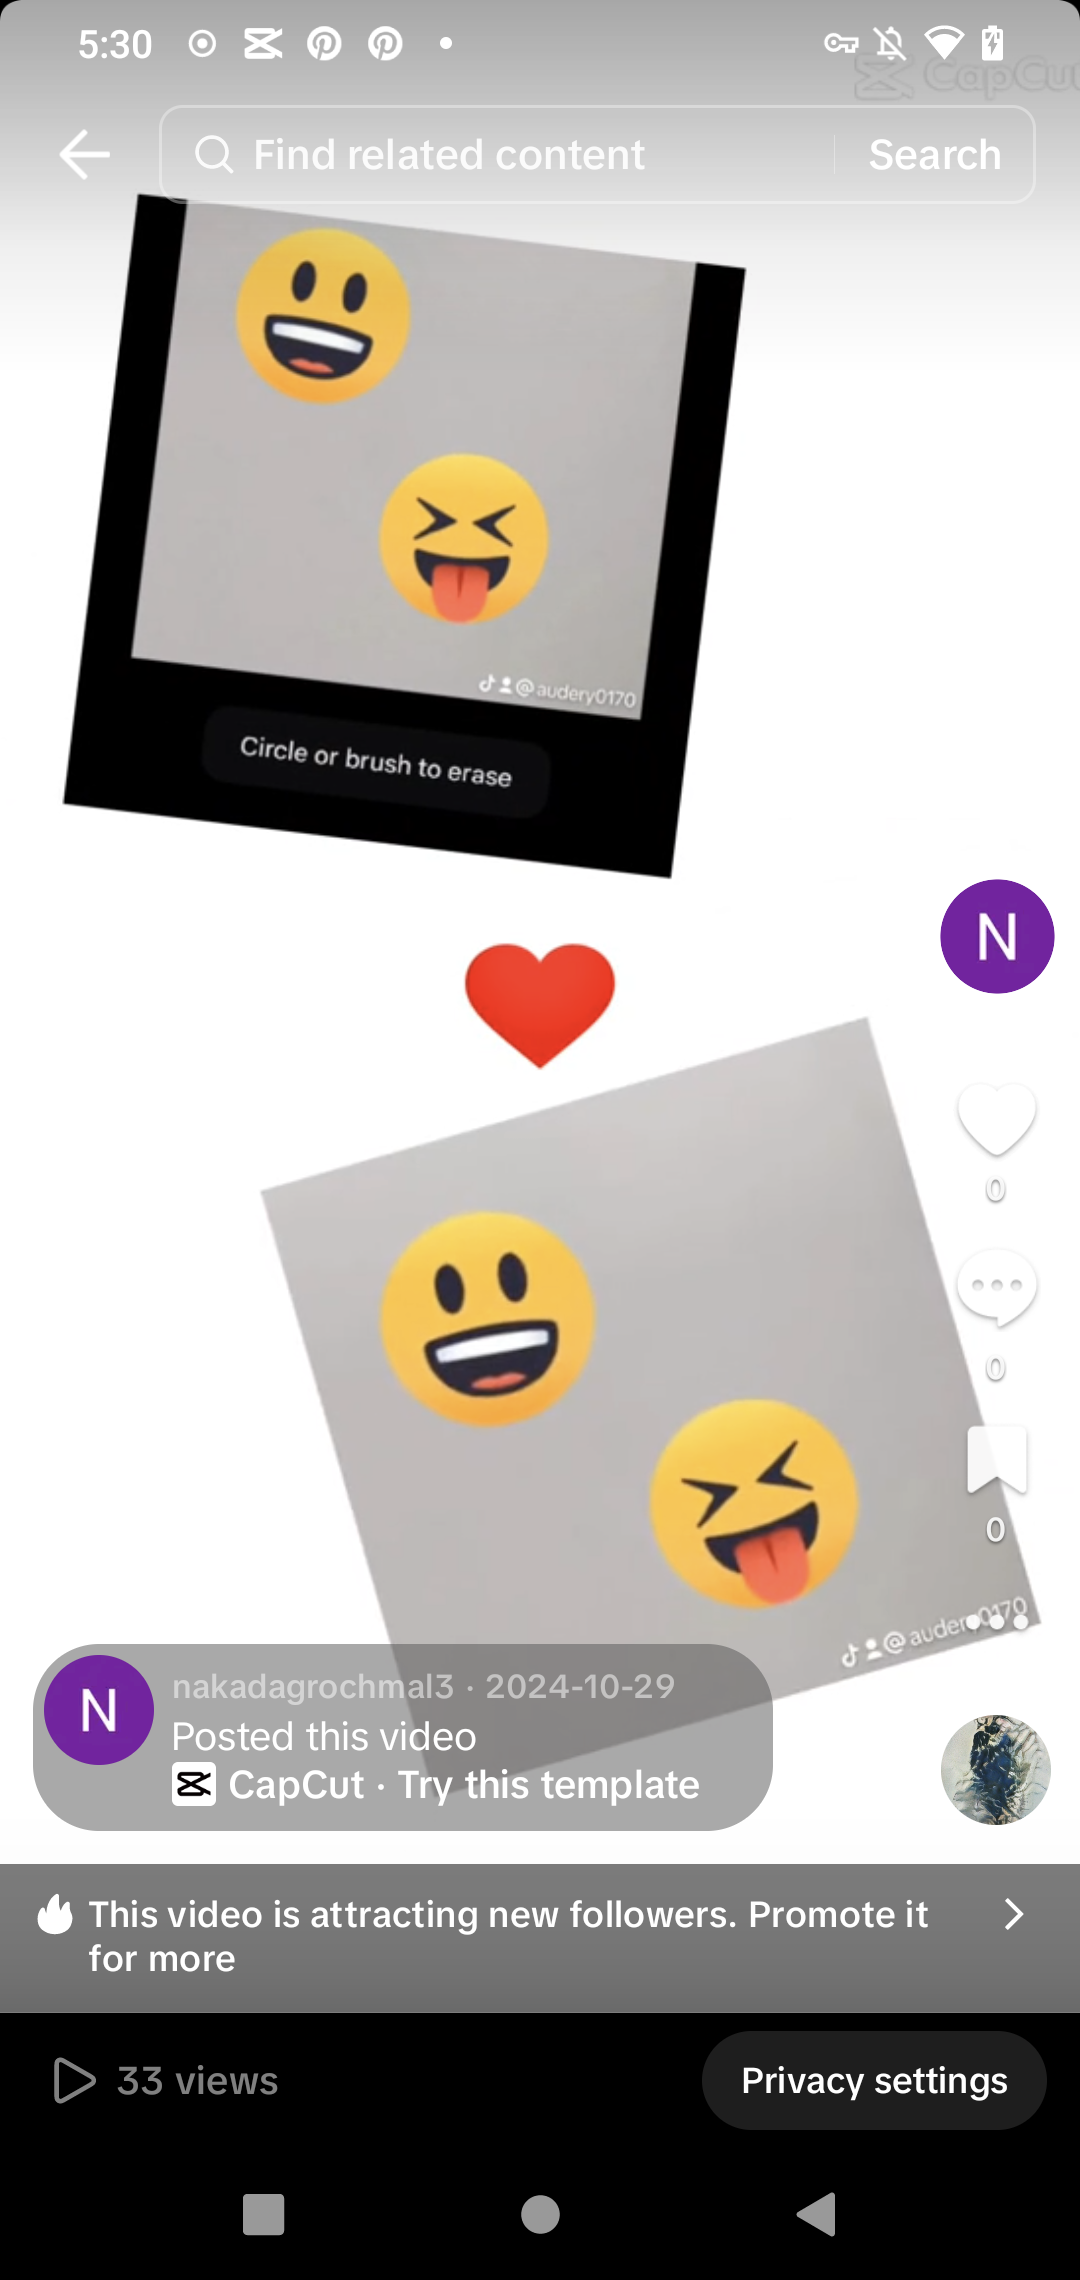 5:30
CapCut
Find related content
Search
@audery0170
Circle or brush to erase
N
0
0
0
@audery0170
N
nakadagrochmal3 · 2024-10-29
Posted this video
CapCut · Try this template
This video is attracting new followers. Promote it
for more
33 views
Privacy settings